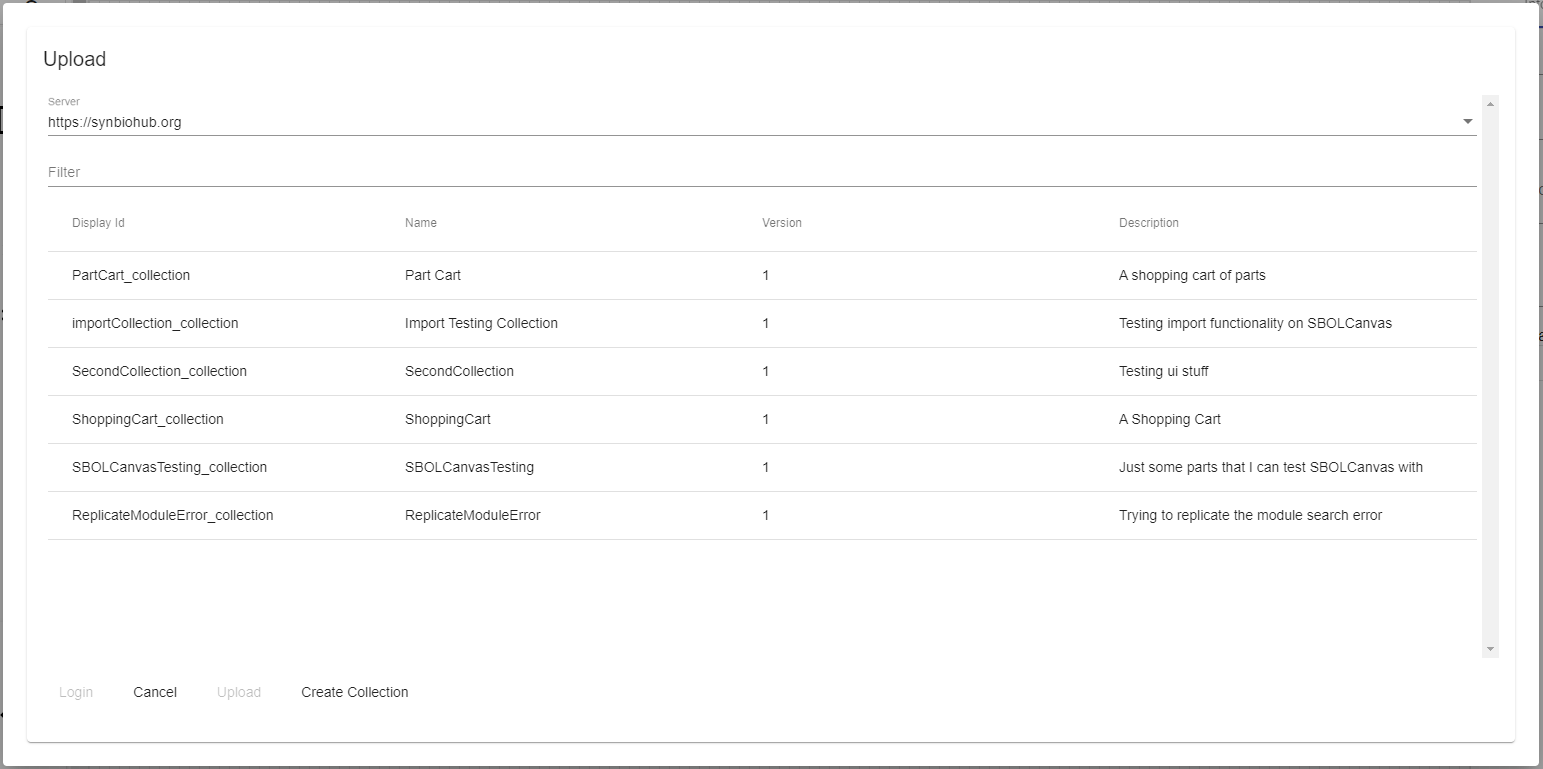 Upload
Server
https://synbiohub.org
Filter
Display Id Name Version Description
PartCart_collection Part Cart 1 A shopping cart of parts
importCollection_collection Import Testing Collection 1 Testing import functionality on SBOLCanvas
SecondCollection_collection SecondCollection 1 Testing ui stuff
ShoppingCart_collection ShoppingCart 1 A Shopping Cart
SBOLCanvasTesting_collection SBOLCanvasTesting 1 Just some parts that I can test SBOLCanvas with
ReplicateModuleError_collection ReplicateModuleError 1 Trying to replicate the module search error
Login Cancel Upload Create Collection